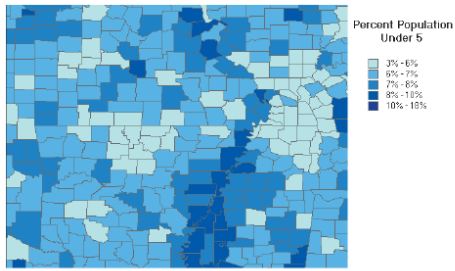 Percent Population
Under 5
3% - 6%
6% - 7%
7% - 8%
8% - 10%
10% - 18%